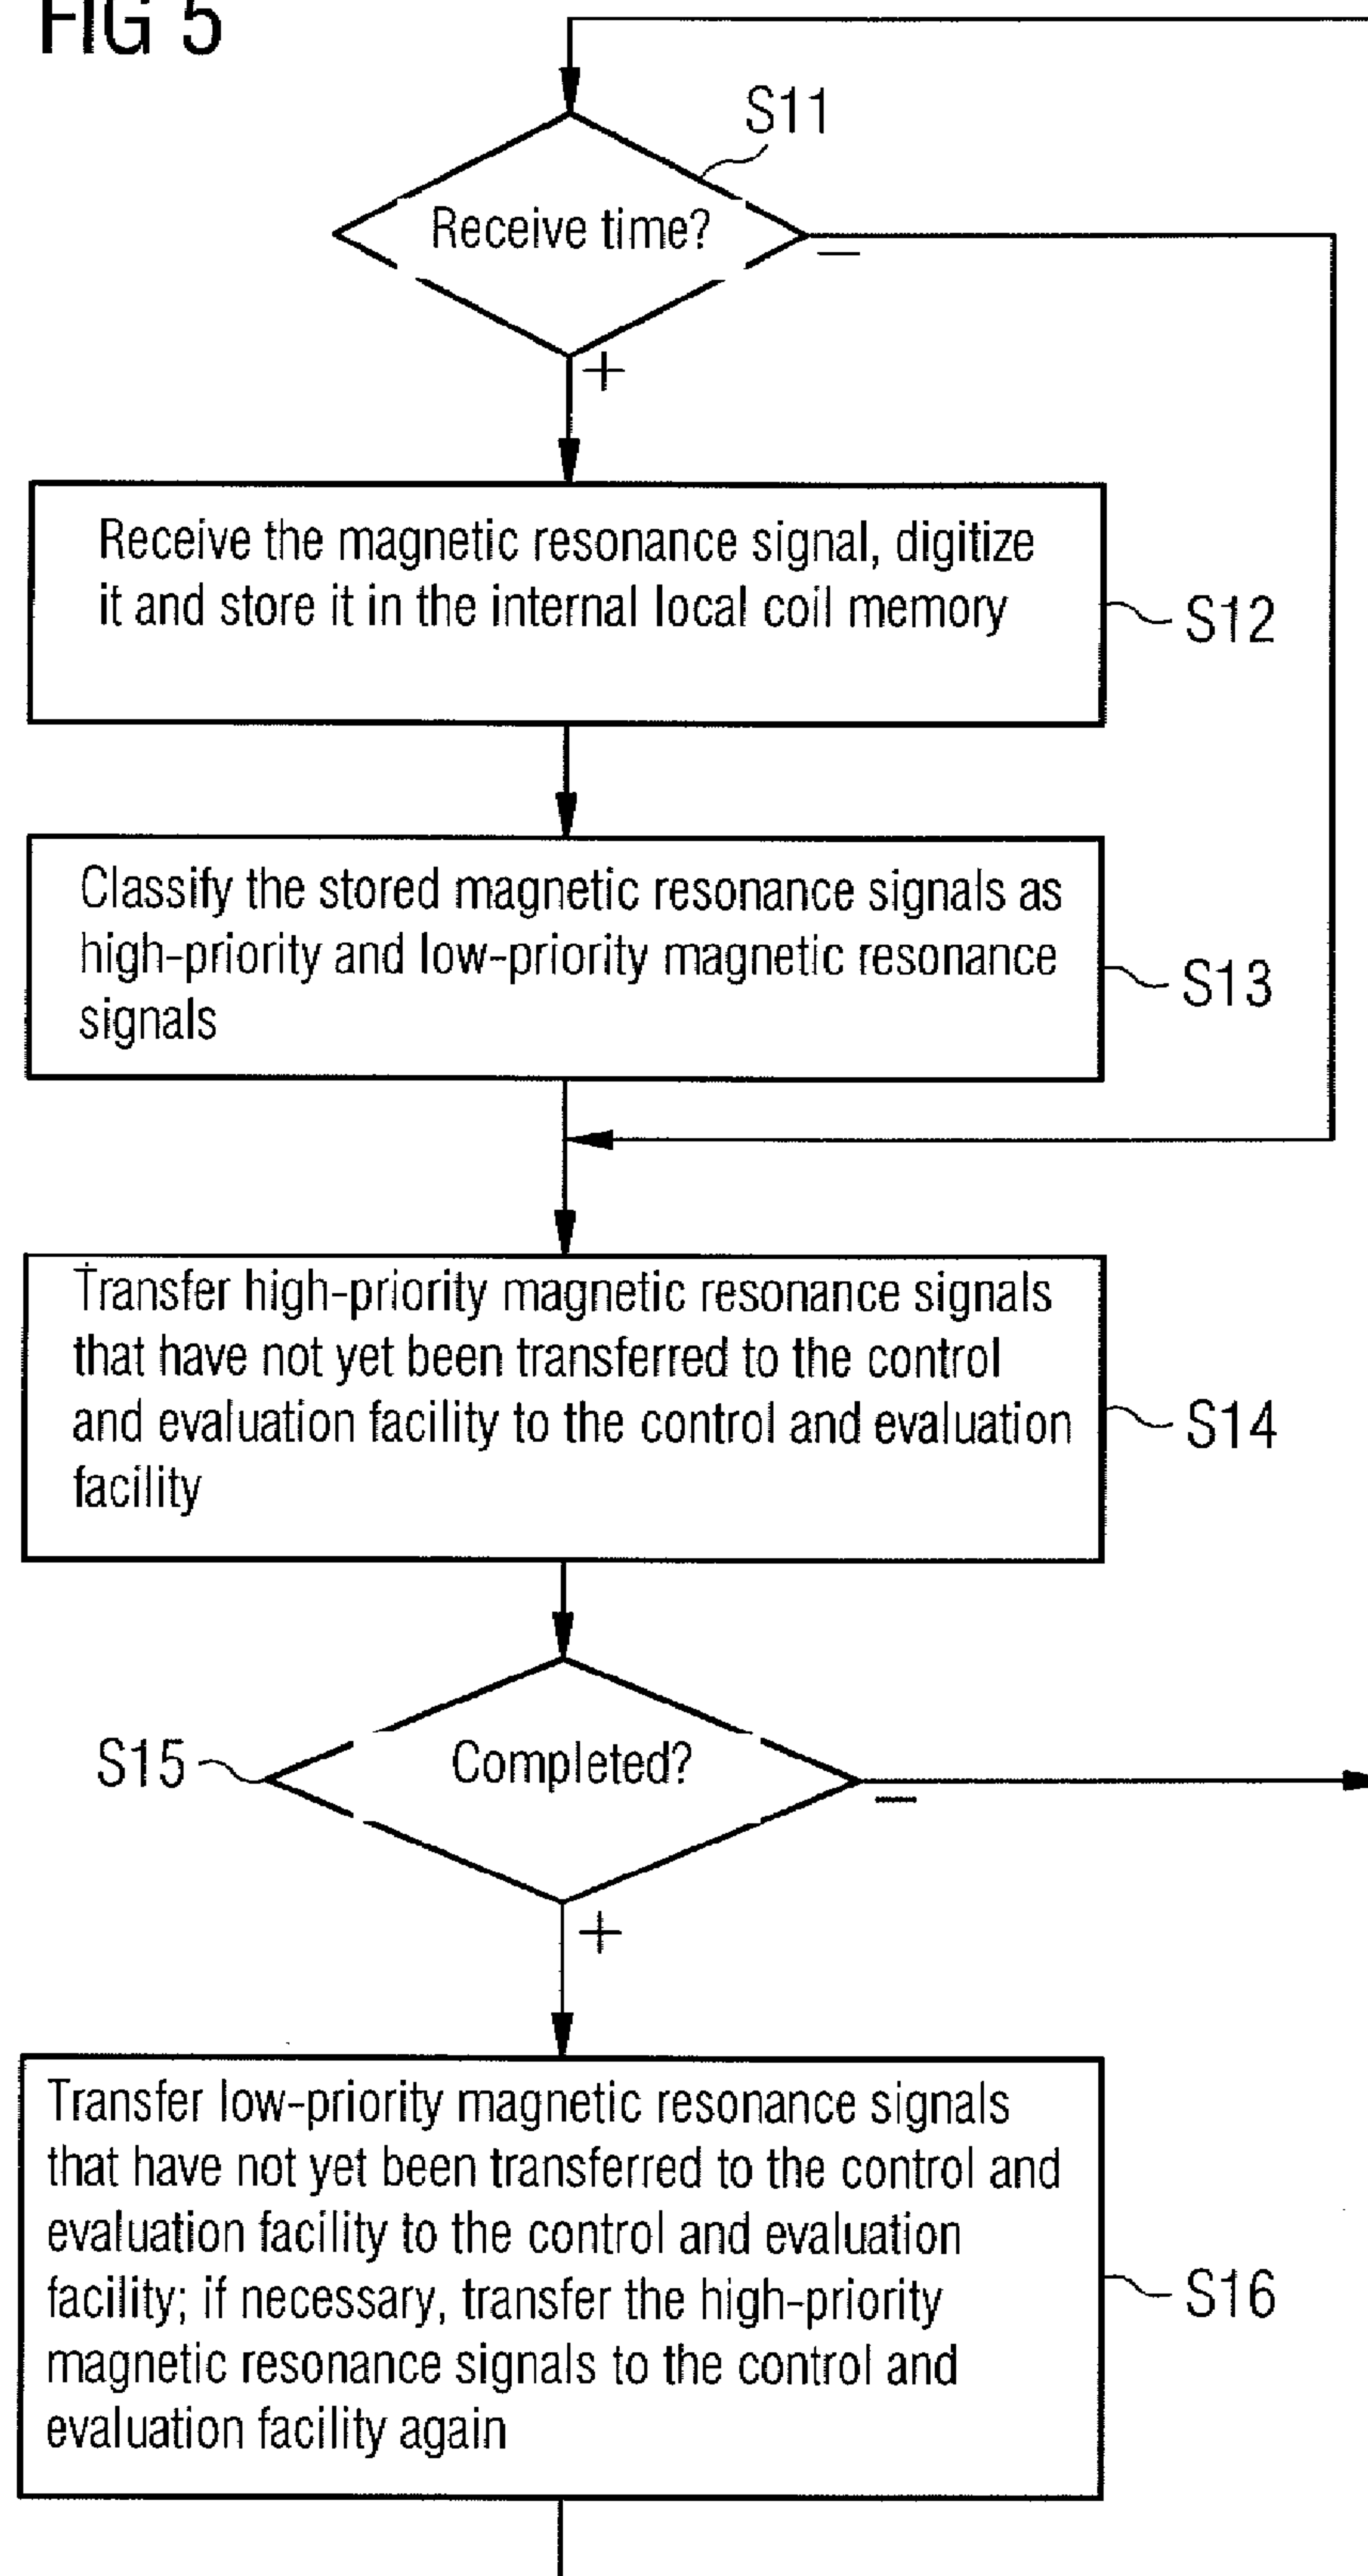 FIG 5
S11
Receive time?
–
+
Receive the magnetic resonance signal, digitize
it and store it in the internal local coil memory
S12
Classify the stored magnetic resonance signals as
high-priority and low-priority magnetic resonance
signals
S13
Transfer high-priority magnetic resonance signals
that have not yet been transferred to the control
and evaluation facility to the control and evaluation
facility
S14
S15
Completed?
–
+
Transfer low-priority magnetic resonance signals
that have not yet been transferred to the control and
evaluation facility to the control and evaluation
facility; if necessary, transfer the high-priority
magnetic resonance signals to the control and
evaluation facility again
S16